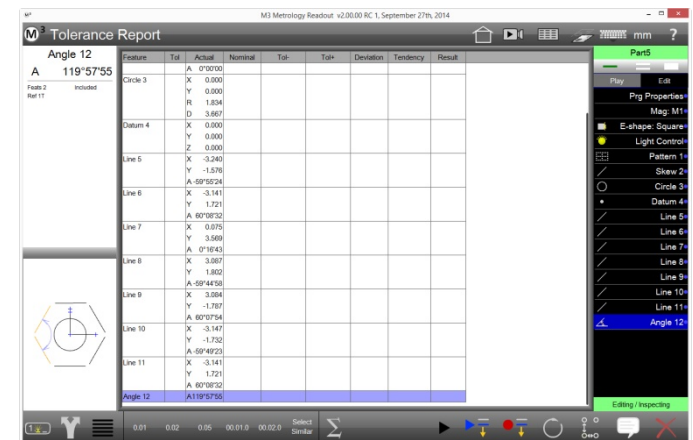 M³ M3 Metrology Readout v2.00.00 RC 1, September 27th, 2014
M³ Tolerance Report mm ?
Angle 12
A 119°57'55
Feats 2 Included
Ref 1T
Feature Tol Actual Nominal Tol- Tol+ Deviation Tendency Result
A 0°00'00
Circle 3 X 0.000
Y 0.000
R 1.834
D 3.667
Datum 4 X 0.000
Y 0.000
Z 0.000
Line 5 X -3.240
Y -1.576
A -59°55'24
Line 6 X -3.141
Y 1.721
A 60°08'32
Line 7 X 0.075
Y 3.569
A 0°16'43
Line 8 X 3.087
Y 1.802
A -59°44'58
Line 9 X 3.084
Y -1.787
A 60°07'54
Line 10 X -3.147
Y -1.732
A -59°49'23
Line 11 X -3.141
Y 1.721
A 60°08'32
Angle 12 A119°57'55
Part5
Play Edit
Prg Properties
Mag: M1
E-shape: Square
Light Control
Pattern 1
Skew 2
Circle 3
Datum 4
Line 5
Line 6
Line 7
Line 8
Line 9
Line 10
Line 11
Angle 12
Editing / Inspecting
0.01 0.02 0.05 00.01.0 00.02.0 Select Similar Σ